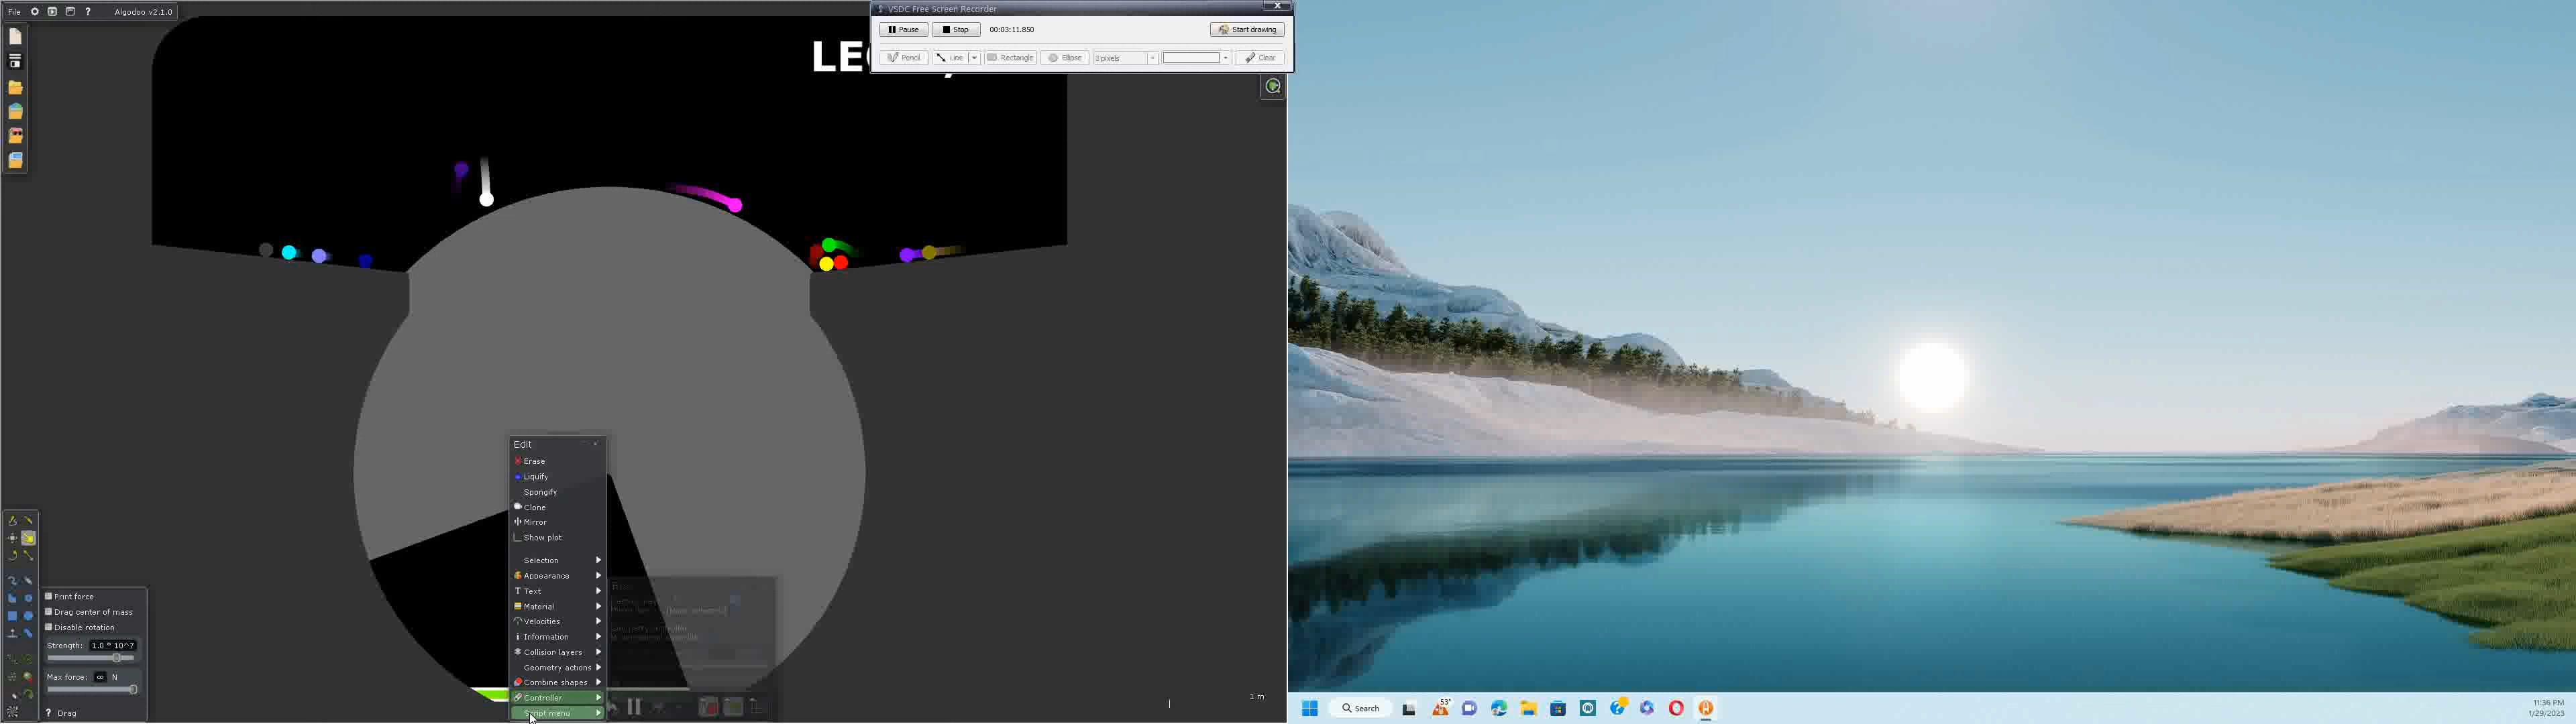 File
?
Algodoo v2.1.0
LE
VSDC Free Screen Recorder
Pause
Stop
00:03:11.850
Start drawing
Pencil
Line
Rectangle
Ellipse
3 pixels
Clear
Edit
Erase
Liquify
Spongify
Clone
Mirror
Show plot
Selection
Appearance
Text
Material
Velocities
Information
Collision layers
Geometry actions
Combine shapes
Controller
Script menu
Print force
Drag center of mass
Disable rotation
Strength: 1.0 * 10^7
Max force: ∞ N
? Drag
1 m
Search
53°
11:36 PM
1/29/2023